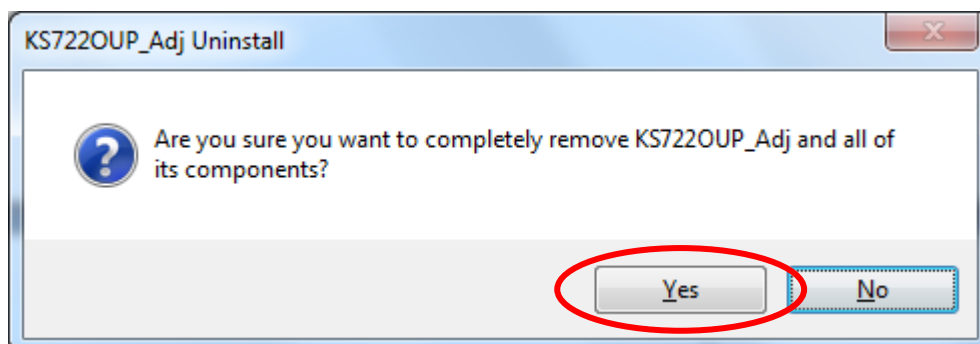 KS722OUP_Adj Uninstall
Are you sure you want to completely remove KS722OUP_Adj and all of
its components?
Yes
No